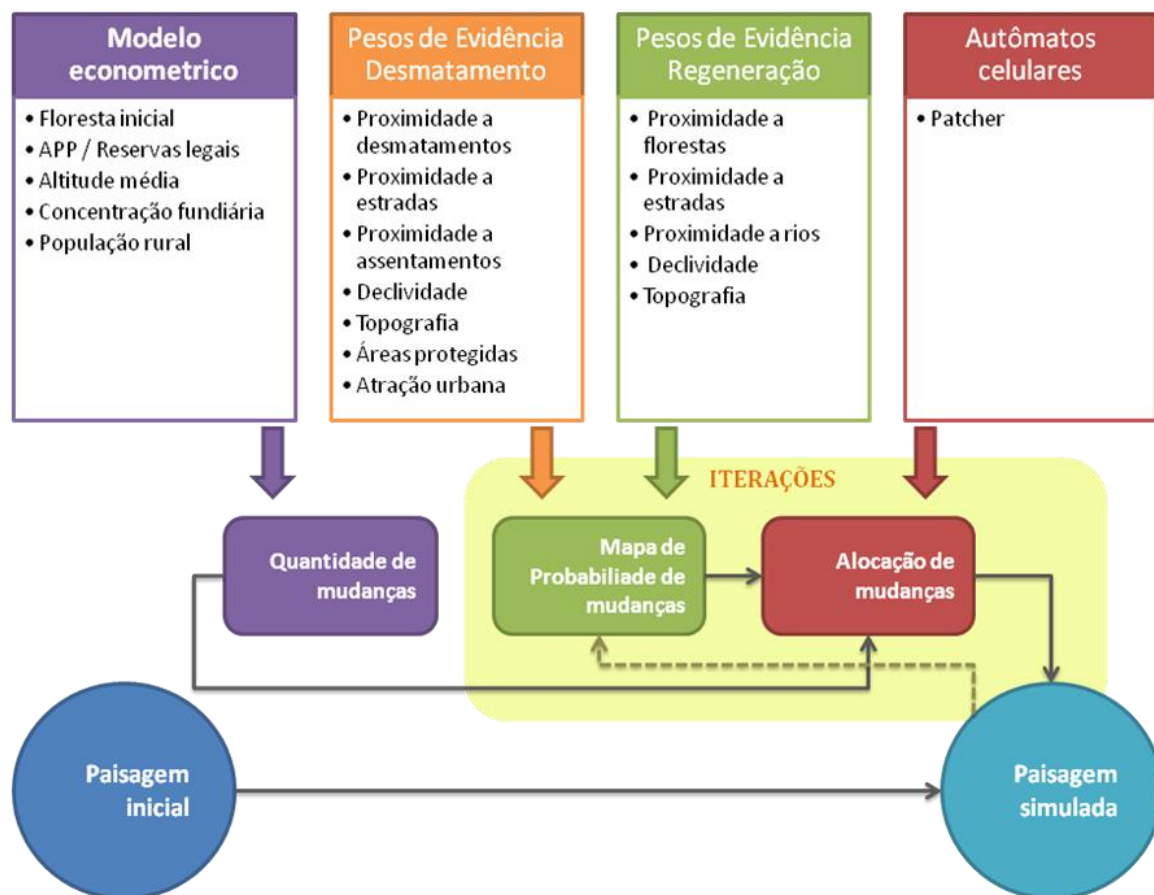 Modelo
econometrico
• Floresta inicial
• APP / Reservas legais
• Altitude média
• Concentração fundiária
• População rural
Pesos de Evidência
Desmatamento
• Proximidade a
desmatamentos
• Proximidade a
estradas
• Proximidade a
assentamentos
• Declividade
• Topografia
• Áreas protegidas
• Atração urbana
Pesos de Evidência
Regeneração
• Proximidade a
florestas
• Proximidade a
estradas
• Proximidade a rios
• Declividade
• Topografia
Autômatos
celulares
• Patcher
ITERAÇÕES
Quantidade de
mudanças
Mapa de
Probabiliade de
mudanças
Alocação de
mudanças
Paisagem
inicial
Paisagem
simulada